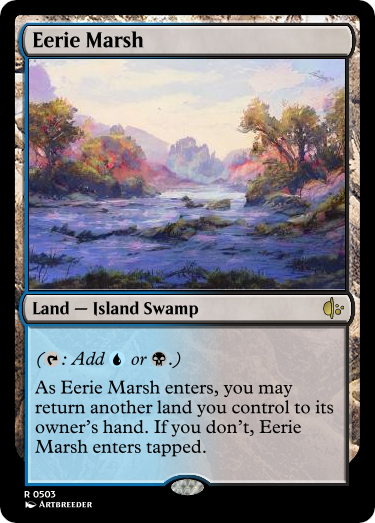 Eerie Marsh
Land — Island Swamp
(: Add or .)
As Eerie Marsh enters, you may
return another land you control to its
owner's hand. If you don't, Eerie
Marsh enters tapped.
R 0503
Artbreeder